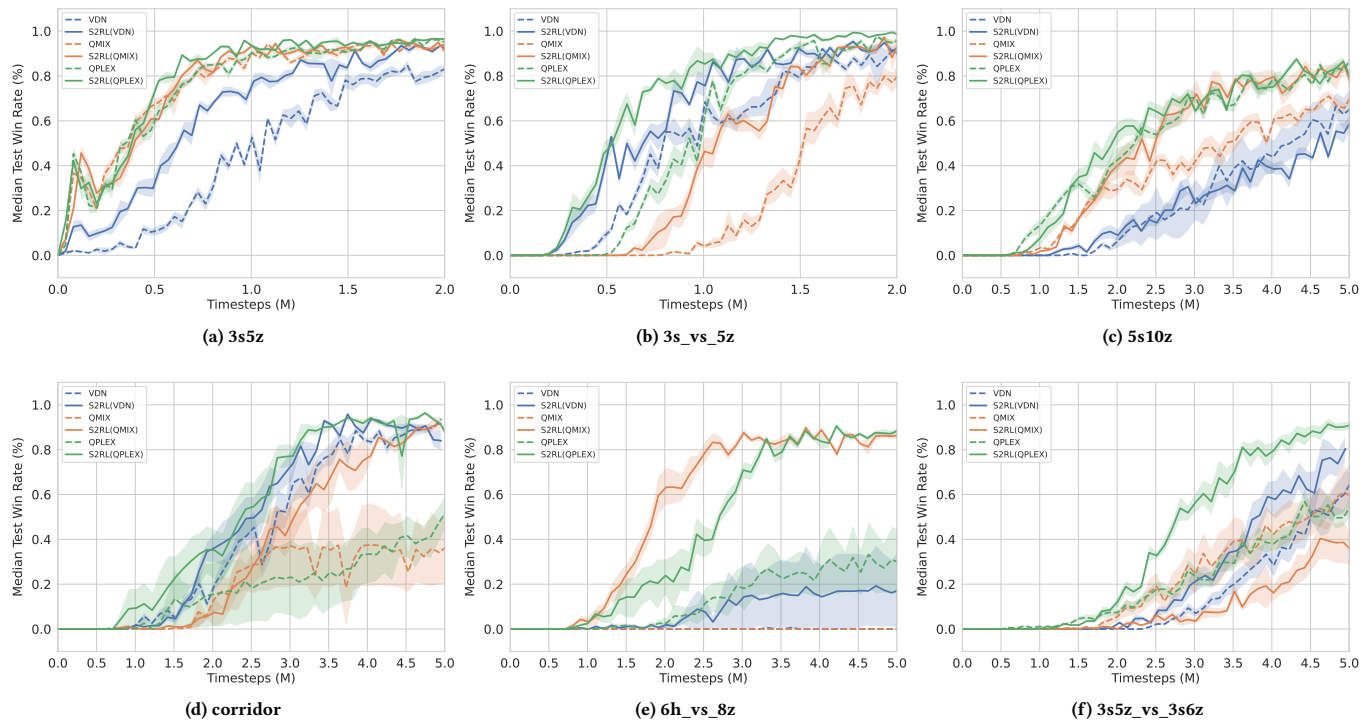 1.0
0.8
0.6
0.4
0.2
0.0
Median Test Win Rate (%)
VDN
S2RL(VDN)
QMIX
S2RL(QMIX)
QPLEX
S2RL(QPLEX)
0.0 0.5 1.0 1.5 2.0
Timesteps (M)
(a) 3s5z
1.0
0.8
0.6
0.4
0.2
0.0
Median Test Win Rate (%)
VDN
S2RL(VDN)
QMIX
S2RL(QMIX)
QPLEX
S2RL(QPLEX)
0.0 0.5 1.0 1.5 2.0
Timesteps (M)
(b) 3s_vs_5z
1.0
0.8
0.6
0.4
0.2
0.0
Median Test Win Rate (%)
VDN
S2RL(VDN)
QMIX
S2RL(QMIX)
QPLEX
S2RL(QPLEX)
0.0 0.5 1.0 1.5 2.0 2.5 3.0 3.5 4.0 4.5 5.0
Timesteps (M)
(c) 5s10z
1.0
0.8
0.6
0.4
0.2
0.0
Median Test Win Rate (%)
VDN
S2RL(VDN)
QMIX
S2RL(QMIX)
QPLEX
S2RL(QPLEX)
0.0 0.5 1.0 1.5 2.0 2.5 3.0 3.5 4.0 4.5 5.0
Timesteps (M)
(d) corridor
1.0
0.8
0.6
0.4
0.2
0.0
Median Test Win Rate (%)
VDN
S2RL(VDN)
QMIX
S2RL(QMIX)
QPLEX
S2RL(QPLEX)
0.0 0.5 1.0 1.5 2.0 2.5 3.0 3.5 4.0 4.5 5.0
Timesteps (M)
(e) 6h_vs_8z
1.0
0.8
0.6
0.4
0.2
0.0
Median Test Win Rate (%)
VDN
S2RL(VDN)
QMIX
S2RL(QMIX)
QPLEX
S2RL(QPLEX)
0.0 0.5 1.0 1.5 2.0 2.5 3.0 3.5 4.0 4.5 5.0
Timesteps (M)
(f) 3s5z_vs_3s6z